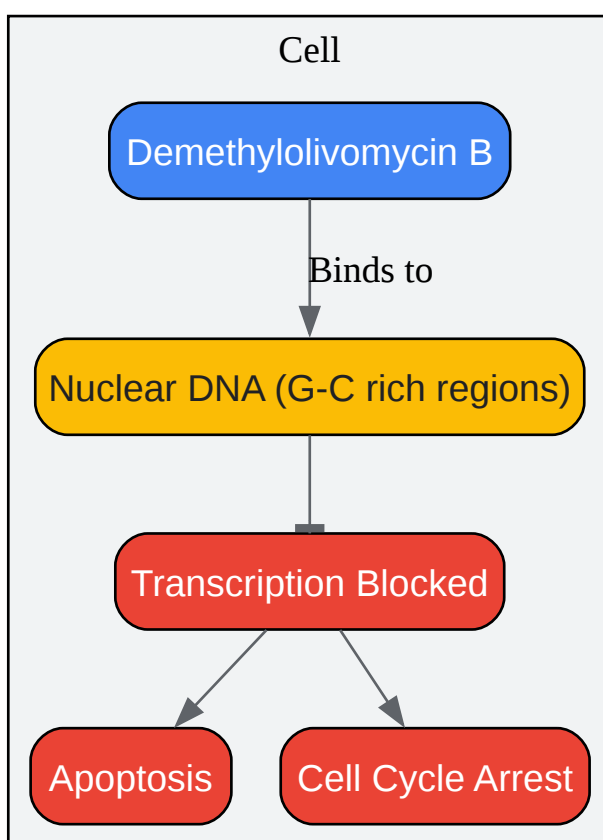 Cell
Demethylolivomycin B
Binds to
Nuclear DNA (G-C rich regions)
Transcription Blocked
Apoptosis
Cell Cycle Arrest